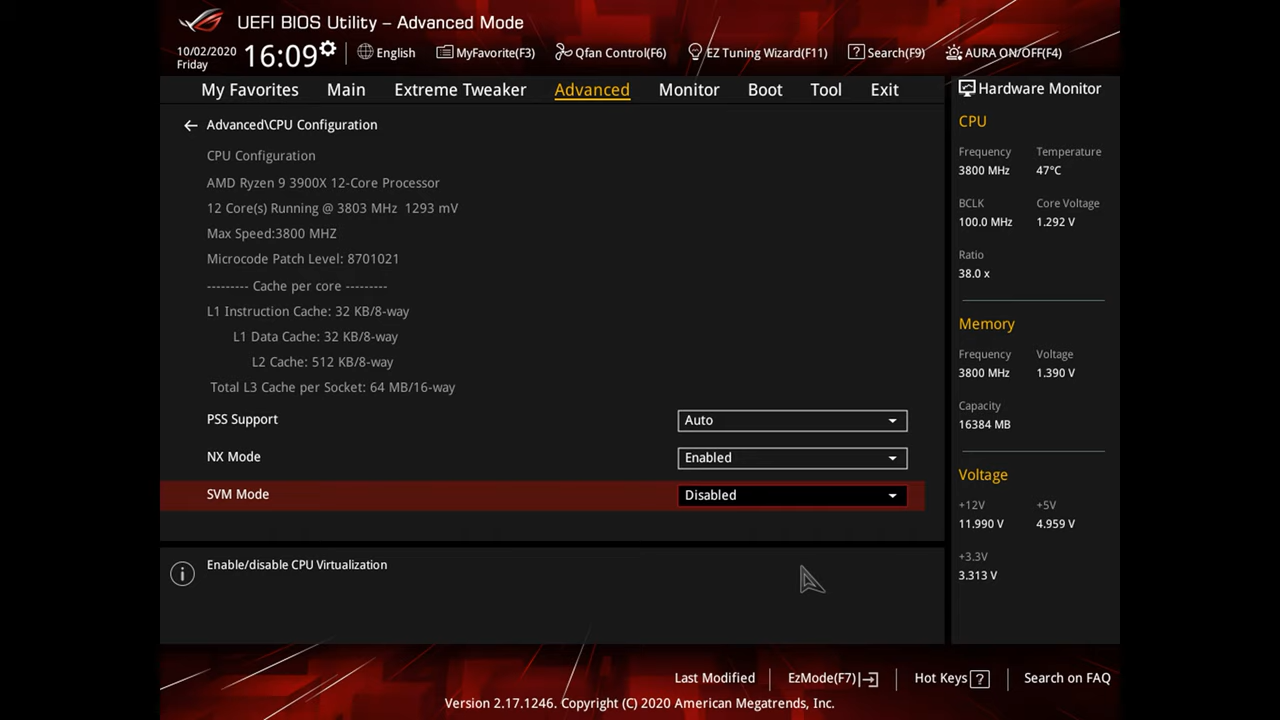 UEFI BIOS Utility – Advanced Mode
10/02/2020
Friday
16:09
English
MyFavorite(F3)
Qfan Control(F6)
EZ Tuning Wizard(F11)
? Search(F9)
AURA ON/OFF(F4)
My Favorites
Main
Extreme Tweaker
Advanced
Monitor
Boot
Tool
Exit
Advanced\CPU Configuration
CPU Configuration
AMD Ryzen 9 3900X 12-Core Processor
12 Core(s) Running @ 3803 MHz 1293 mV
Max Speed:3800 MHZ
Microcode Patch Level: 8701021
--------- Cache per core ---------
L1 Instruction Cache: 32 KB/8-way
L1 Data Cache: 32 KB/8-way
L2 Cache: 512 KB/8-way
Total L3 Cache per Socket: 64 MB/16-way
PSS Support
Auto
NX Mode
Enabled
SVM Mode
Disabled
i Enable/disable CPU Virtualization
Hardware Monitor
CPU
Frequency Temperature
3800 MHz 47°C
BCLK Core Voltage
100.0 MHz 1.292 V
Ratio
38.0 x
Memory
Frequency Voltage
3800 MHz 1.390 V
Capacity
16384 MB
Voltage
+12V +5V
11.990 V 4.959 V
+3.3V
3.313 V
Last Modified
EzMode(F7)
Hot Keys ?
Search on FAQ
Version 2.17.1246. Copyright (C) 2020 American Megatrends, Inc.